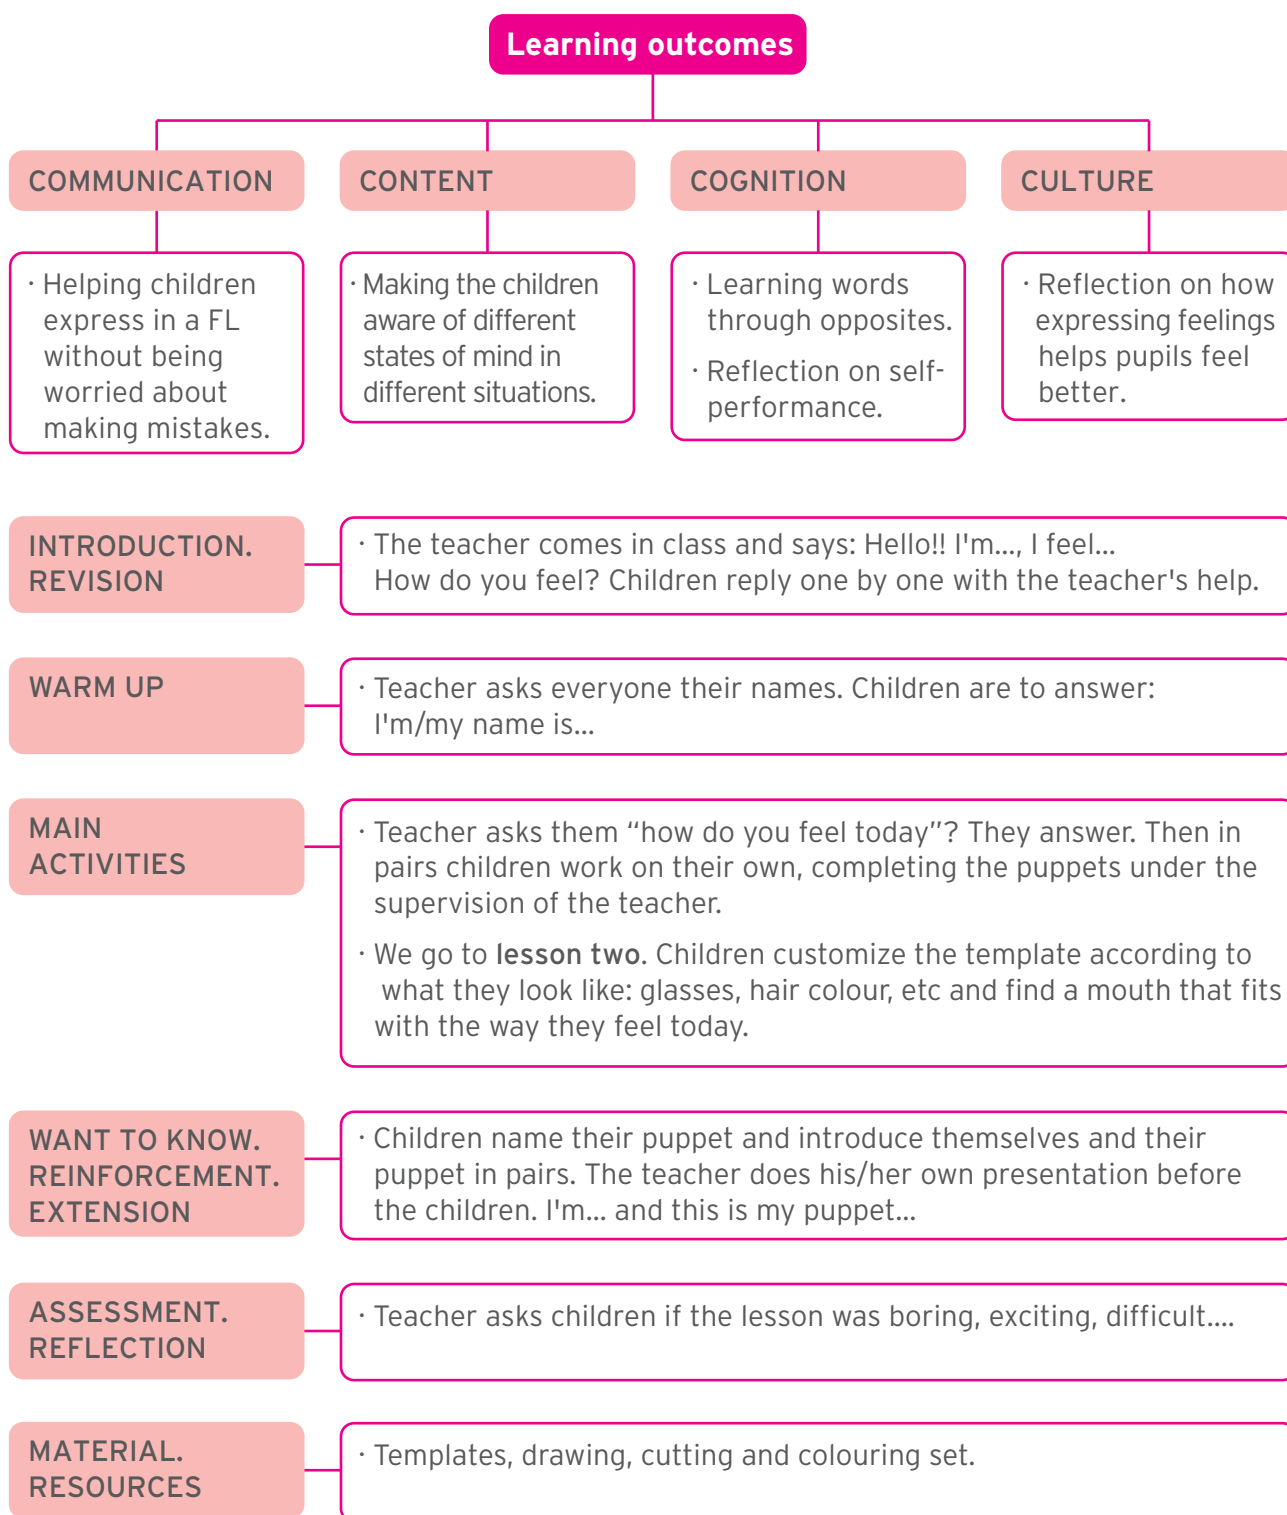 Learning outcomes
COMMUNICATION
· Helping children
express in a FL
without being
worried about
making mistakes.
CONTENT
· Making the children
aware of different
states of mind in
different situations.
COGNITION
· Learning words
through opposites.
· Reflection on self-
performance.
CULTURE
· Reflection on how
expressing feelings
helps pupils feel
better.
INTRODUCTION.
REVISION
· The teacher comes in class and says: Hello!! I'm..., I feel...
How do you feel? Children reply one by one with the teacher's help.
WARM UP
· Teacher asks everyone their names. Children are to answer:
I'm/my name is...
MAIN
ACTIVITIES
· Teacher asks them “how do you feel today”? They answer. Then in
pairs children work on their own, completing the puppets under the
supervision of the teacher.
· We go to lesson two. Children customize the template according to
what they look like: glasses, hair colour, etc and find a mouth that fits
with the way they feel today.
WANT TO KNOW.
REINFORCEMENT.
EXTENSION
· Children name their puppet and introduce themselves and their
puppet in pairs. The teacher does his/her own presentation before
the children. I'm... and this is my puppet...
ASSESSMENT.
REFLECTION
· Teacher asks children if the lesson was boring, exciting, difficult....
MATERIAL.
RESOURCES
· Templates, drawing, cutting and colouring set.